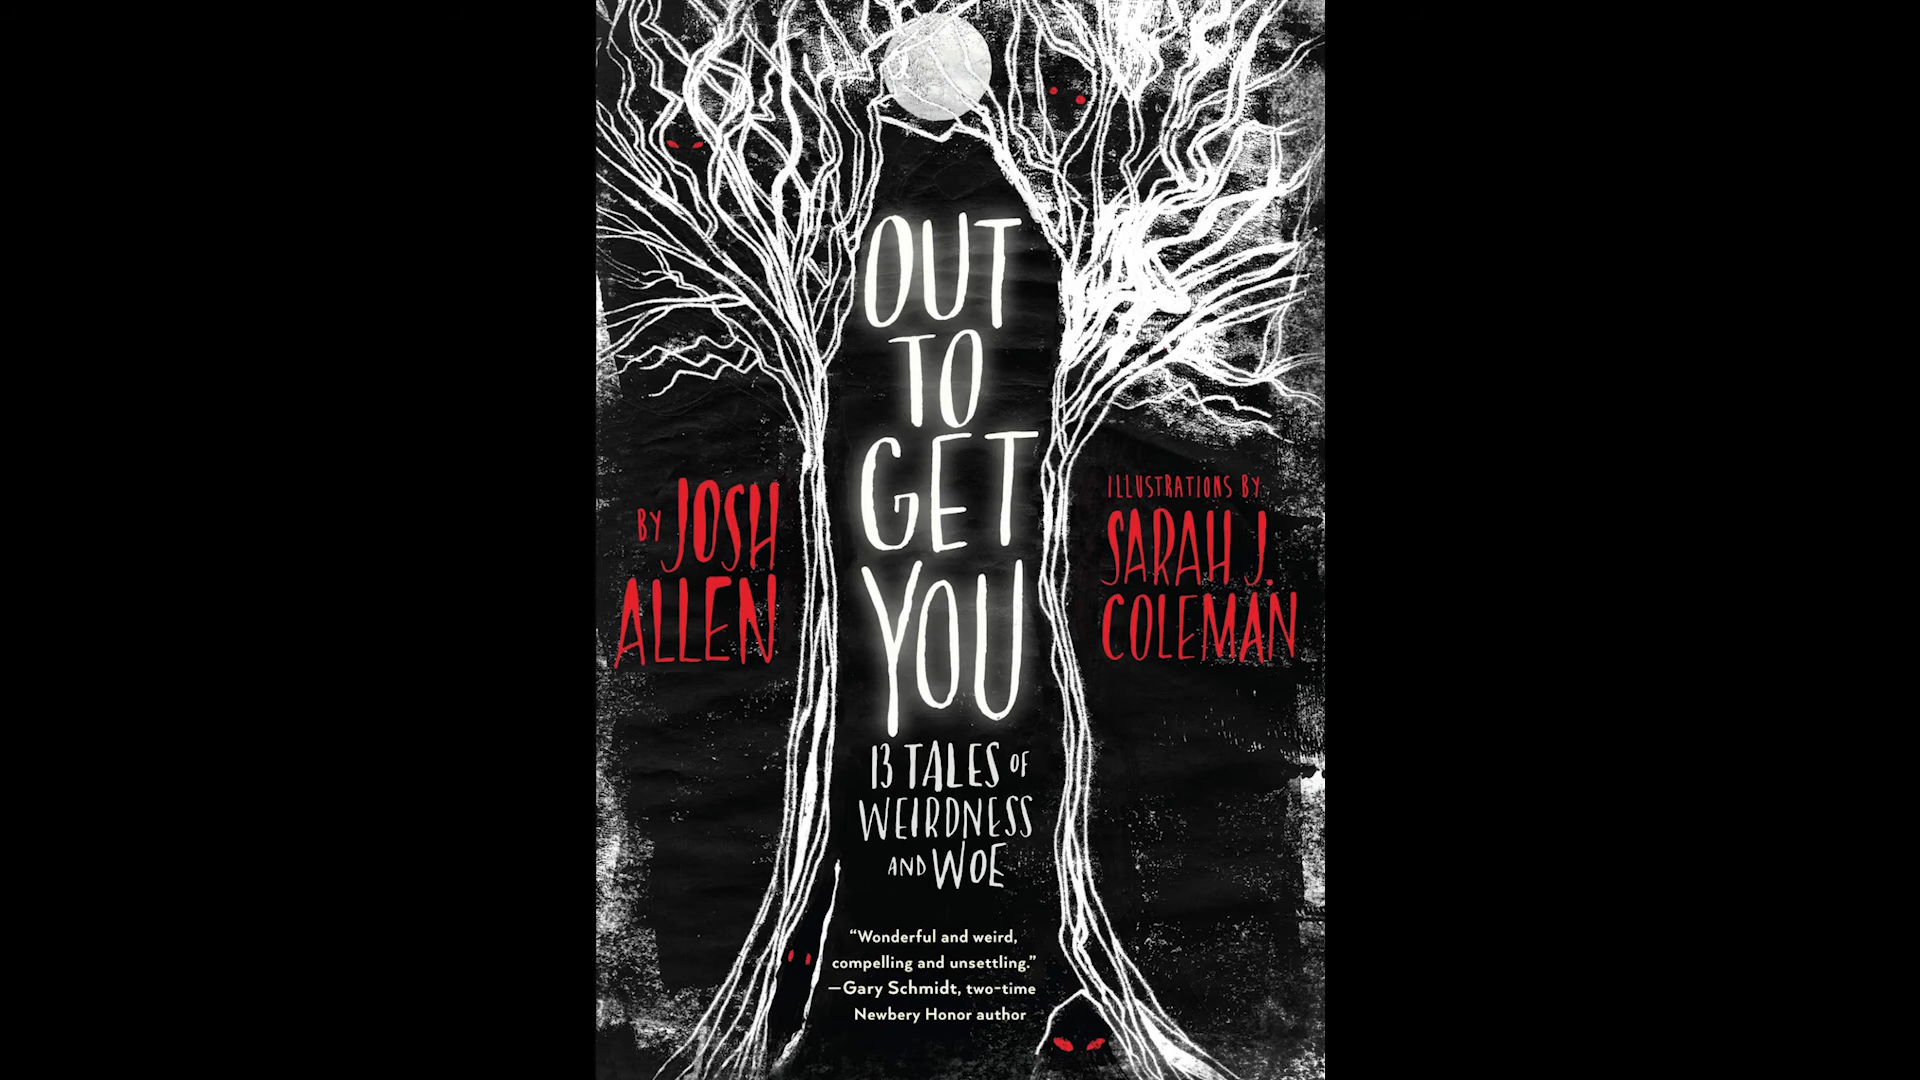 OUT
TO
GET
YOU
BY JOSH
ALLEN
ILLUSTRATIONS BY
SARAH J.
COLEMAN
13 TALES OF
WEIRDNESS
AND WOE
“Wonderful and weird,
compelling and unsettling.”
—Gary Schmidt, two-time
Newbery Honor author